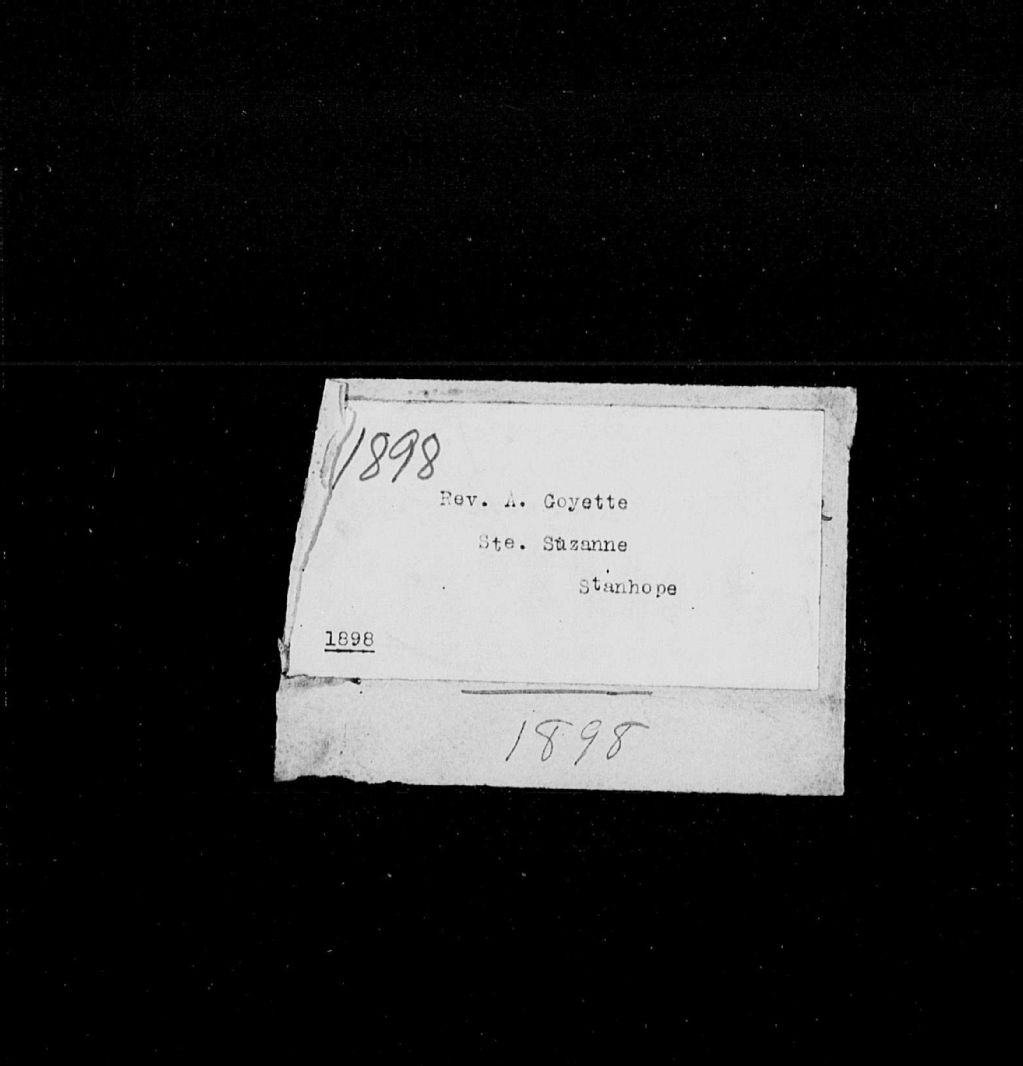 1898
Rev. A. Goyette
Ste. Suzanne
Stanhope
1898
1898